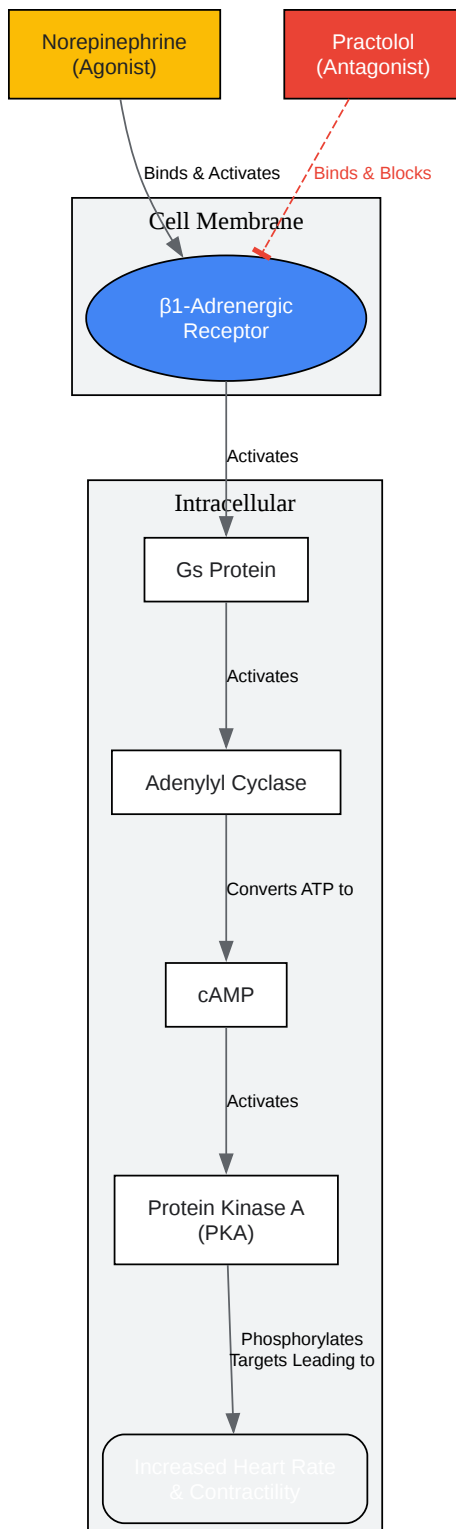 Norepinephrine
(Agonist)
Practolol
(Antagonist)
Binds & Activates
Binds & Blocks
Cell Membrane
β1-Adrenergic
Receptor
Activates
Intracellular
Gs Protein
Activates
Adenylyl Cyclase
Converts ATP to
cAMP
Activates
Protein Kinase A
(PKA)
Phosphorylates
Targets Leading to
Increased Heart Rate
& Contractility